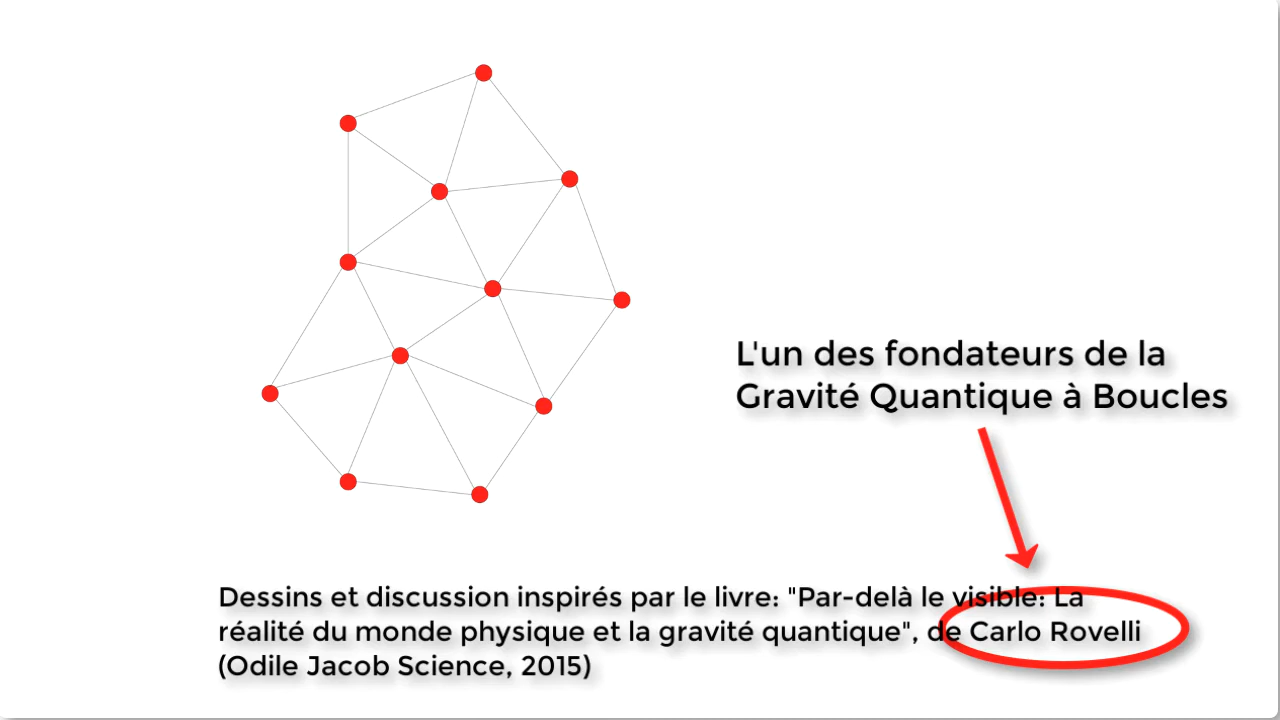 L'un des fondateurs de la
Gravité Quantique à Boucles
Dessins et discussion inspirés par le livre: "Par-delà le visible: La
réalité du monde physique et la gravité quantique", de Carlo Rovelli
(Odile Jacob Science, 2015)